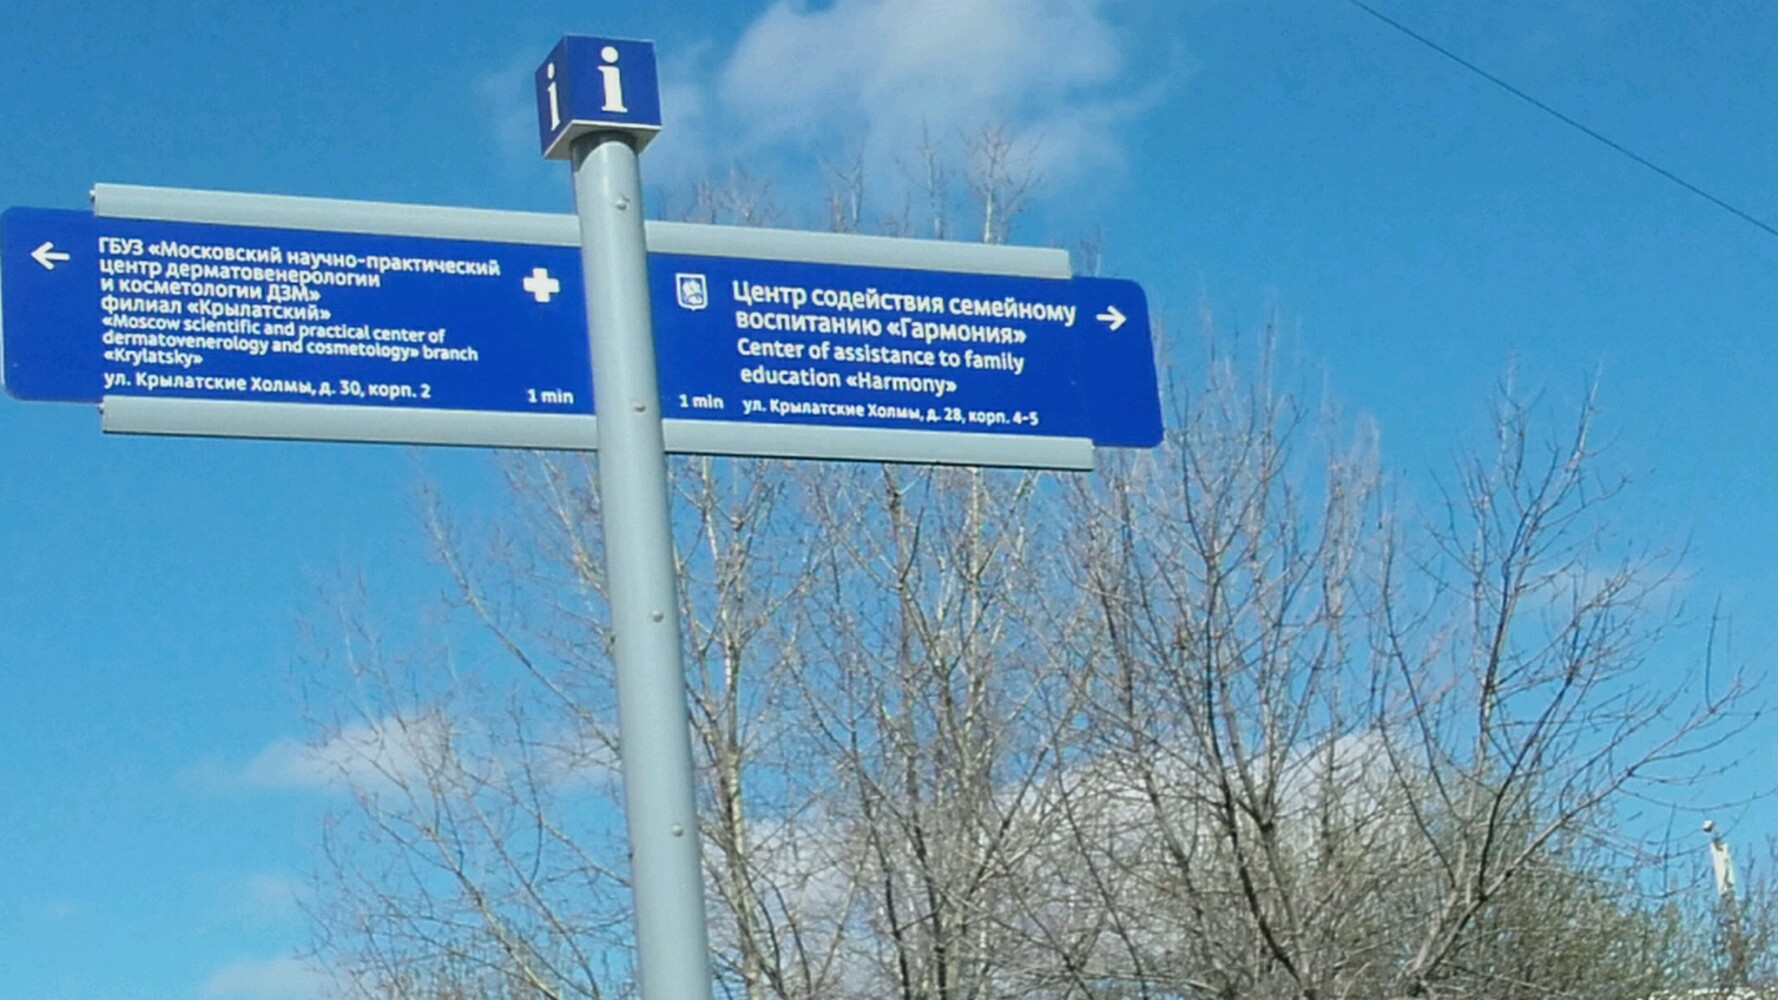 i i
ГБУЗ «Московский научно-практический
центр дерматовенерологии
и косметологии ДЗМ»
филиал «Крылатский»
«Moscow scientific and practical center of
dermatovenerology and cosmetology» branch
«Krylatsky»
ул. Крылатские Холмы, д. 30, корп. 2
1 min
Центр содействия семейному
воспитанию «Гармония»
Center of assistance to family
education «Harmony»
1 min ул. Крылатские Холмы, д. 28, корп. 4-5